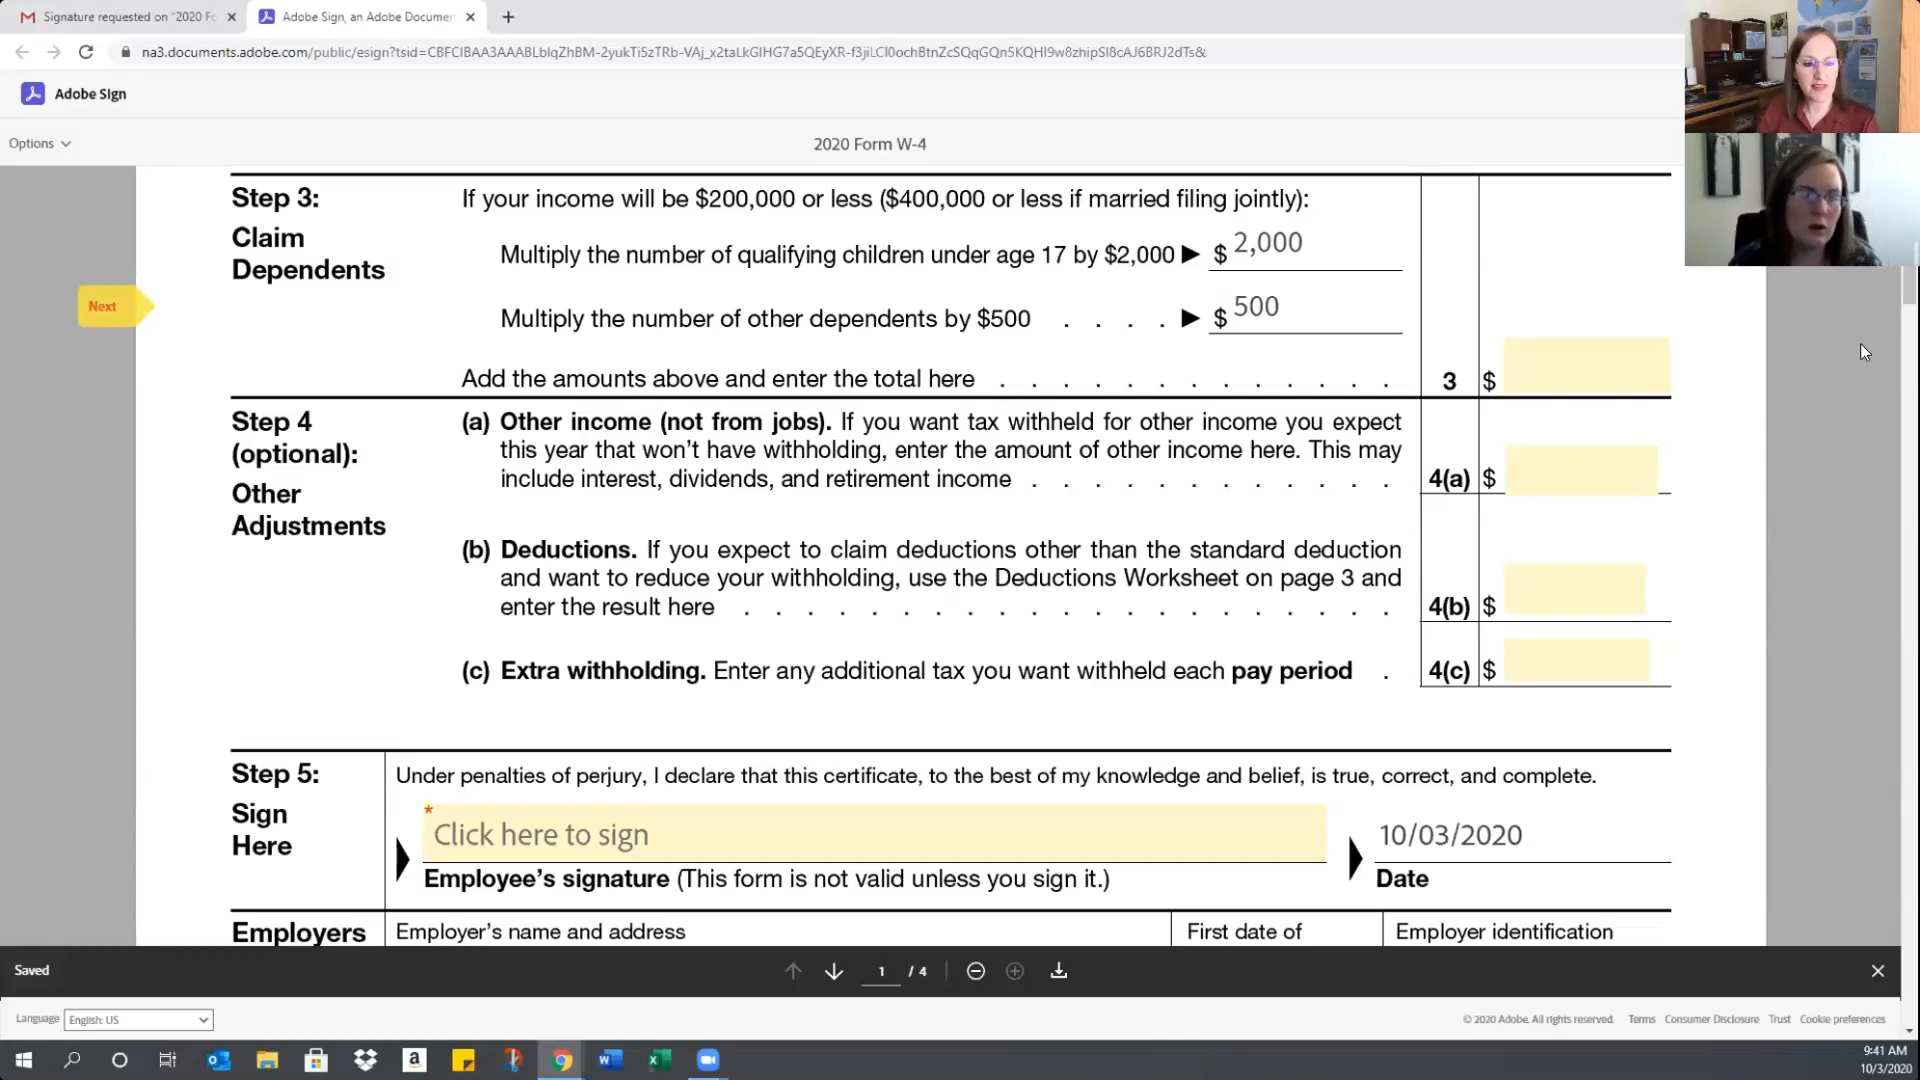 Signature requested on "2020 Fo
Adobe Sign, an Adobe Documen
Adobe Sign
Options
2020 Form W-4
Step 3:
Claim
Dependents
If your income will be $200,000 or less ($400,000 or less if married filing jointly):
Multiply the number of qualifying children under age 17 by $2,000 ▶ $ 2,000
Next
Multiply the number of other dependents by $500 . . . . ▶ $ 500
Add the amounts above and enter the total here . . . . . . . . . . . . . 3 $
Step 4
(optional):
Other
Adjustments
(a) Other income (not from jobs). If you want tax withheld for other income you expect
this year that won't have withholding, enter the amount of other income here. This may
include interest, dividends, and retirement income . . . . . . . . . . . . 4(a) $
(b) Deductions. If you expect to claim deductions other than the standard deduction
and want to reduce your withholding, use the Deductions Worksheet on page 3 and
enter the result here . . . . . . . . . . . . . . . . . . . . . 4(b) $
(c) Extra withholding. Enter any additional tax you want withheld each pay period . 4(c) $
Step 5:
Sign
Here
Under penalties of perjury, I declare that this certificate, to the best of my knowledge and belief, is true, correct, and complete.
* Click here to sign
10/03/2020
Employee's signature (This form is not valid unless you sign it.)
Date
Employers
Employer's name and address
First date of
Employer identification
Saved
1 / 4
Language English: US
© 2020 Adobe. All rights reserved. Terms Consumer Disclosure Trust Cookie preferences
9:41 AM
10/3/2020